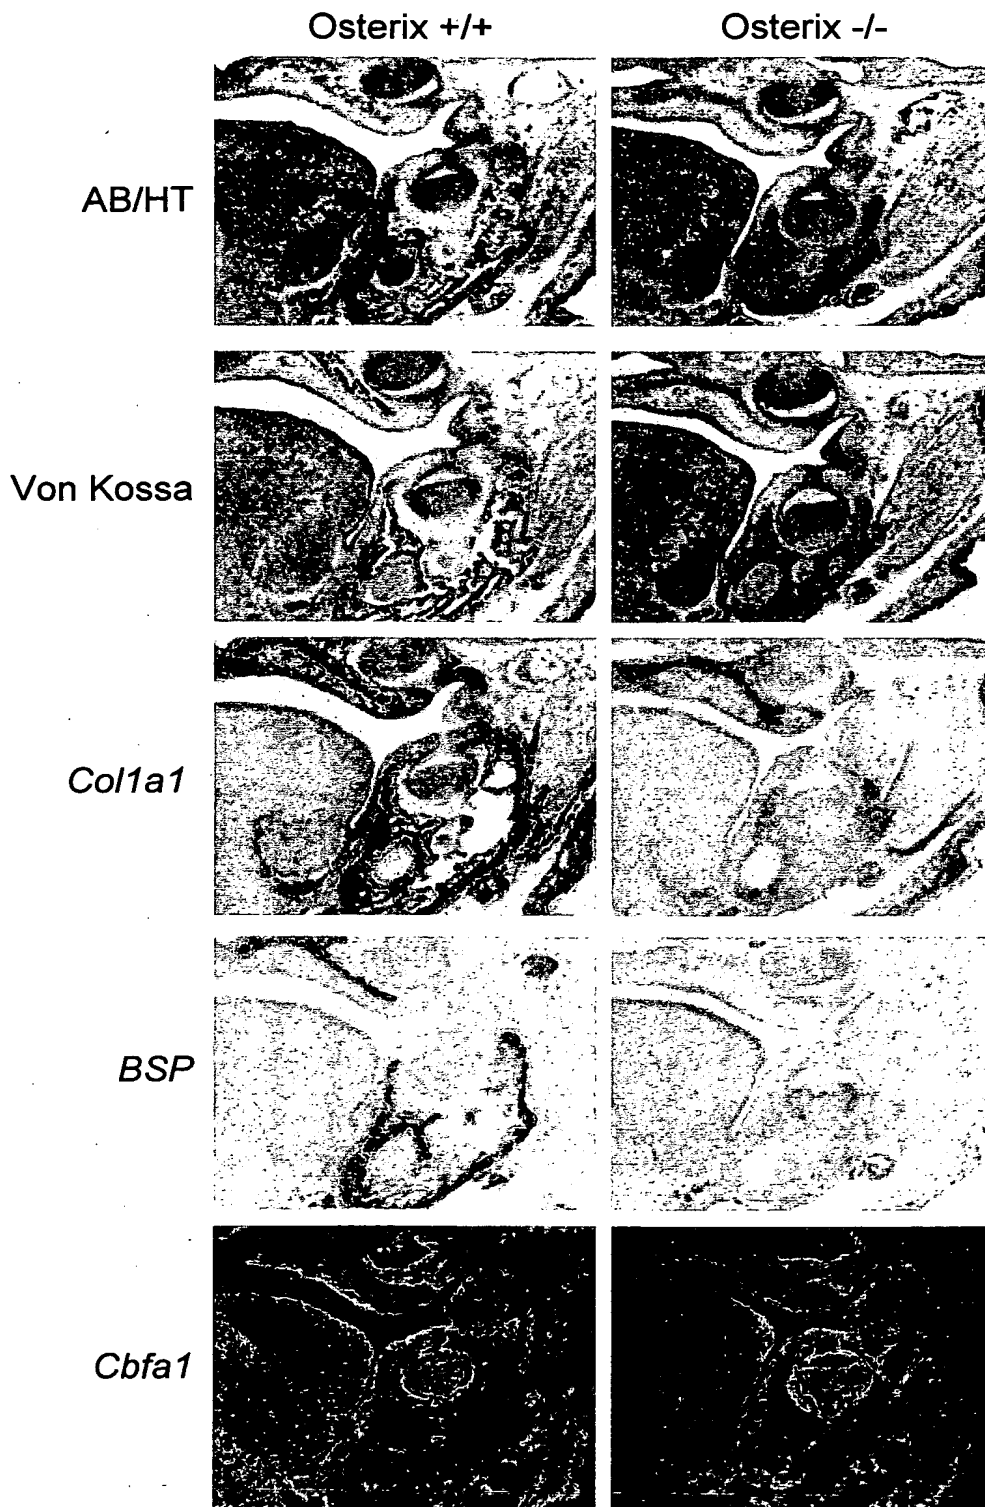 Osterix +/+ Osterix -/-
AB/HT
Von Kossa
Col1a1
BSP
Cbfa1